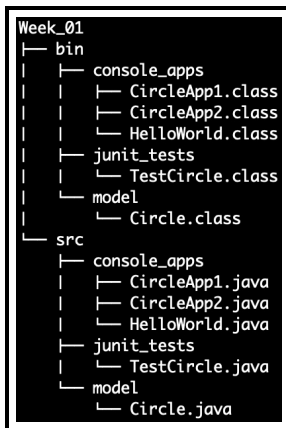 Week_01
├── bin
│   ├── console_apps
│   │   ├── CircleApp1.class
│   │   ├── CircleApp2.class
│   │   └── HelloWorld.class
│   ├── junit_tests
│   │   └── TestCircle.class
│   └── model
│       └── Circle.class
└── src
    ├── console_apps
    │   ├── CircleApp1.java
    │   ├── CircleApp2.java
    │   └── HelloWorld.java
    ├── junit_tests
    │   └── TestCircle.java
    └── model
        └── Circle.java